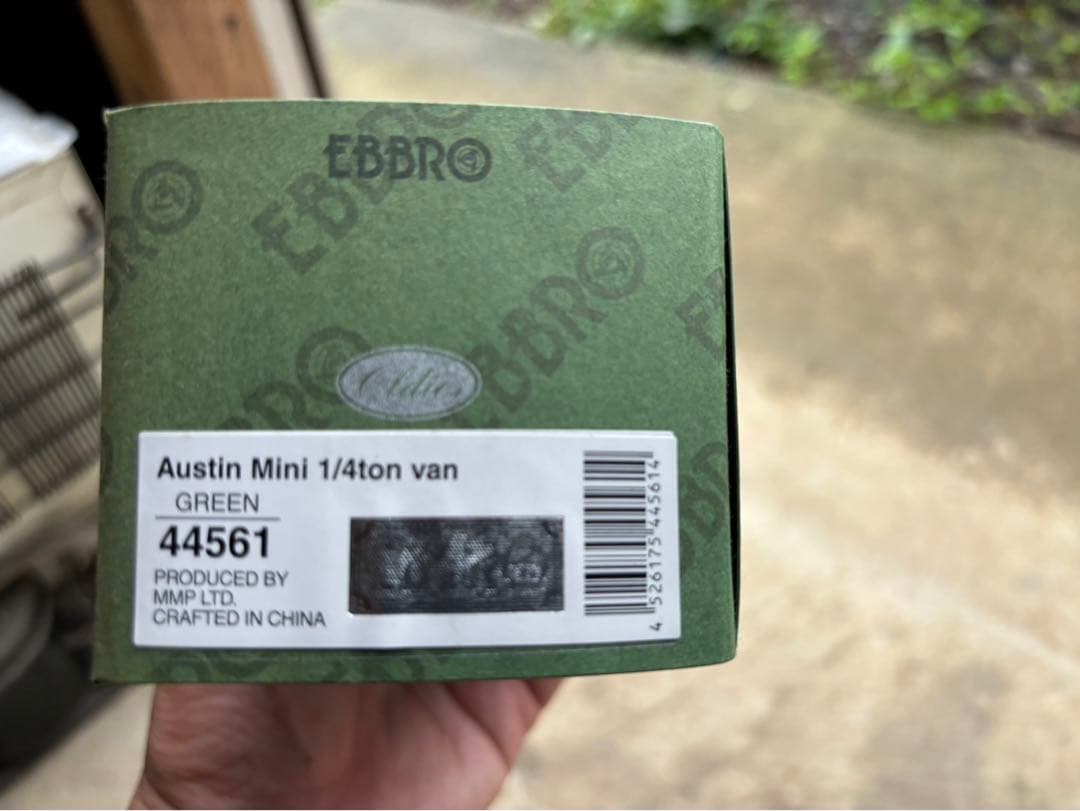 EBBRO
Oldies
Austin Mini 1/4ton van
GREEN
44561
PRODUCED BY
MMP LTD.
CRAFTED IN CHINA
4 526175 445614